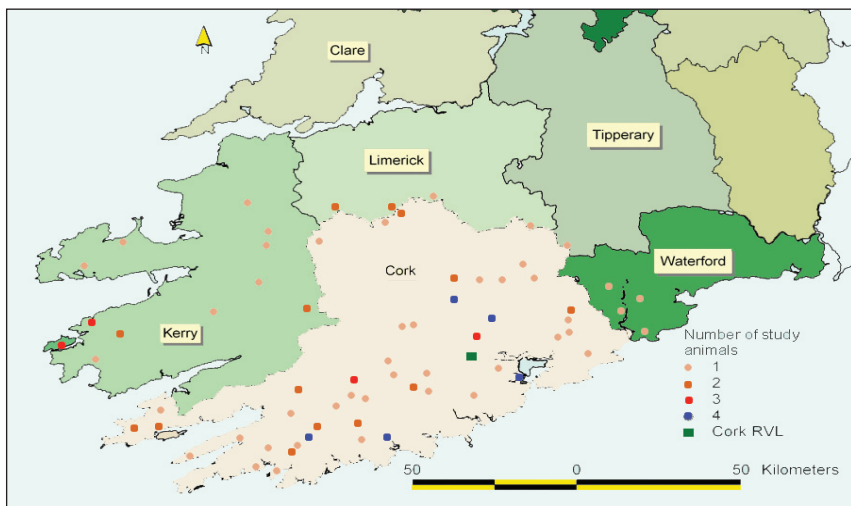 N
Clare
Tipperary
Limerick
Cork
Waterford
Kerry
Number of study
animals
1
2
3
4
Cork RVL
50 0 50 Kilometers